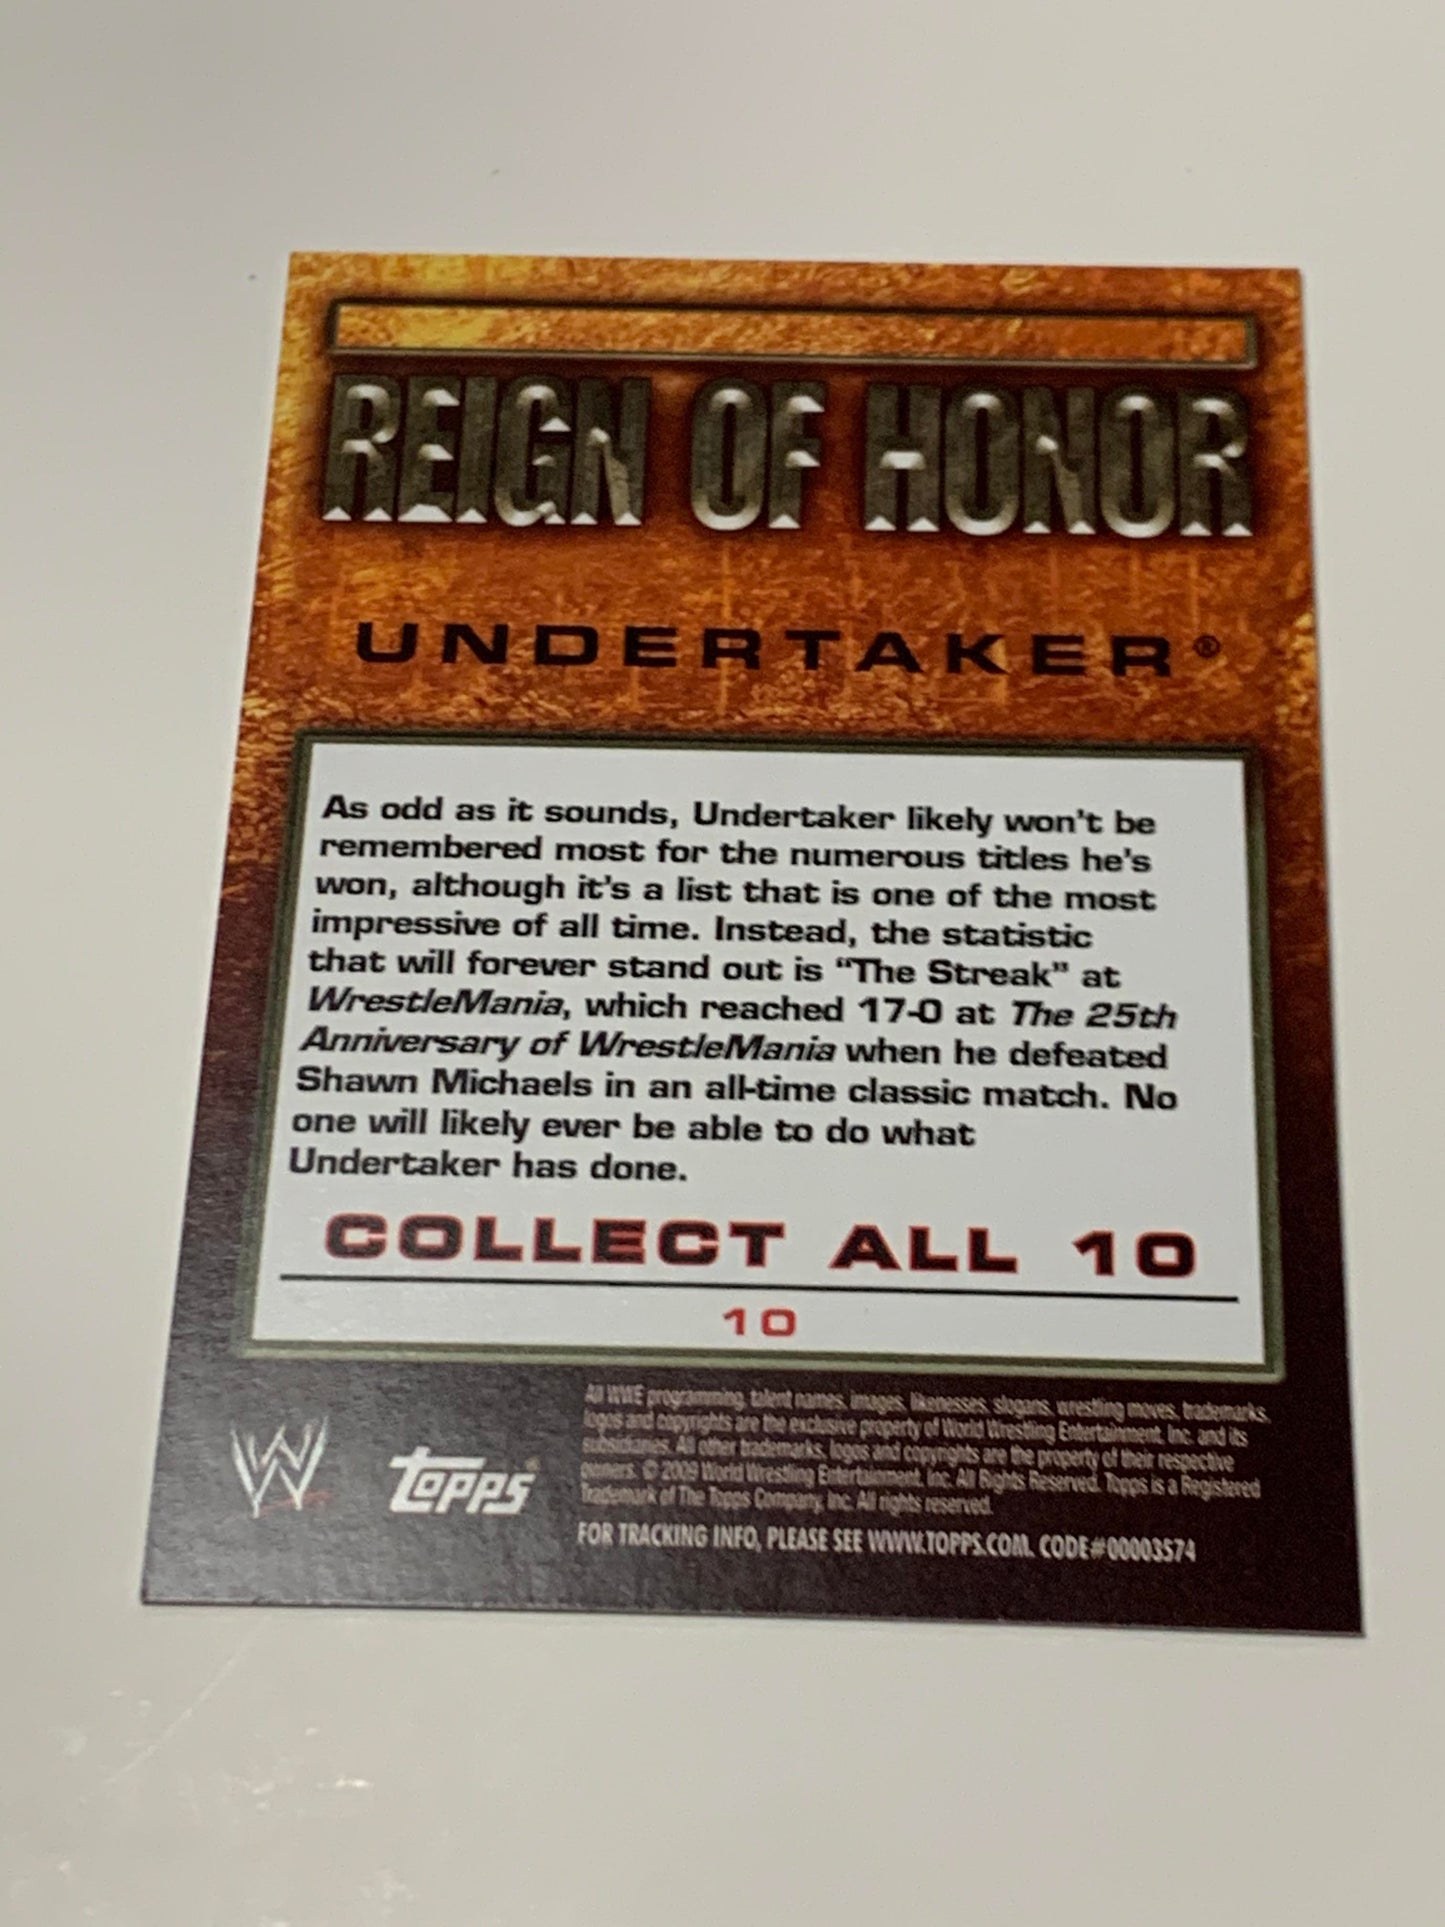 REIGN OF HONOR
UNDERTAKER®
As odd as it sounds, Undertaker likely won't be
remembered most for the numerous titles he's
won, although it's a list that is one of the most
impressive of all time. Instead, the statistic
that will forever stand out is “The Streak” at
WrestleMania, which reached 17-0 at The 25th
Anniversary of WrestleMania when he defeated
Shawn Michaels in an all-time classic match. No
one will likely ever be able to do what
Undertaker has done.
COLLECT ALL 10
10
W
Topps®
All WWE programming, talent names, images, likenesses, slogans, wrestling moves, trademarks,
logos and copyrights are the exclusive property of World Wrestling Entertainment, Inc. and its
subsidiaries. All other trademarks, logos and copyrights are the property of their respective
owners. © 2009 World Wrestling Entertainment, Inc. All Rights Reserved. Topps is a Registered
Trademark of The Topps Company, Inc. All rights reserved.
FOR TRACKING INFO, PLEASE SEE WWW.TOPPS.COM. CODE#00003574